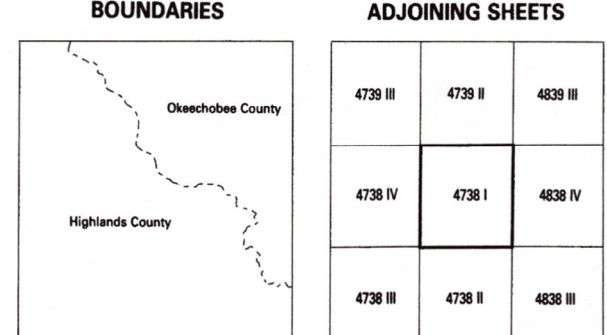 BOUNDARIES
Okeechobee County
Highlands County
ADJOINING SHEETS
4739 III 4739 II 4839 III
4738 IV 4738 I 4838 IV
4738 III 4738 II 4838 III